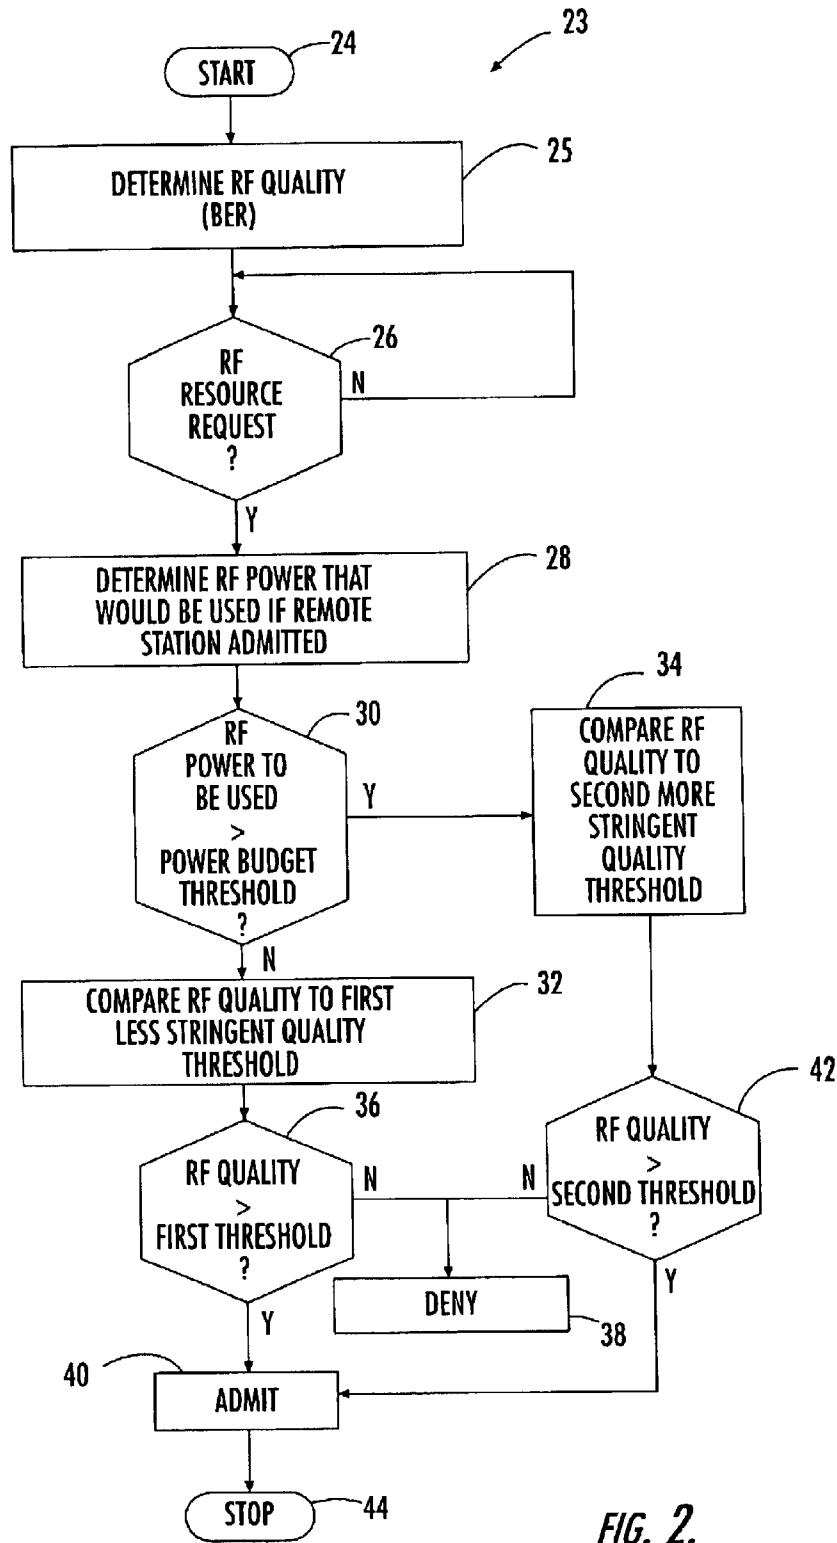 23
24
START
25
DETERMINE RF QUALITY
(BER)
26
RF
RESOURCE
REQUEST
?
N
Y
28
DETERMINE RF POWER THAT
WOULD BE USED IF REMOTE
STATION ADMITTED
30
RF
POWER TO
BE USED
>
POWER BUDGET
THRESHOLD
?
Y
N
34
COMPARE RF
QUALITY TO
SECOND MORE
STRINGENT
QUALITY
THRESHOLD
32
COMPARE RF QUALITY TO FIRST
LESS STRINGENT QUALITY
THRESHOLD
36
RF QUALITY
>
FIRST THRESHOLD
?
N
Y
42
RF QUALITY
>
SECOND THRESHOLD
?
N
Y
DENY
38
40
ADMIT
STOP
44
FIG. 2.